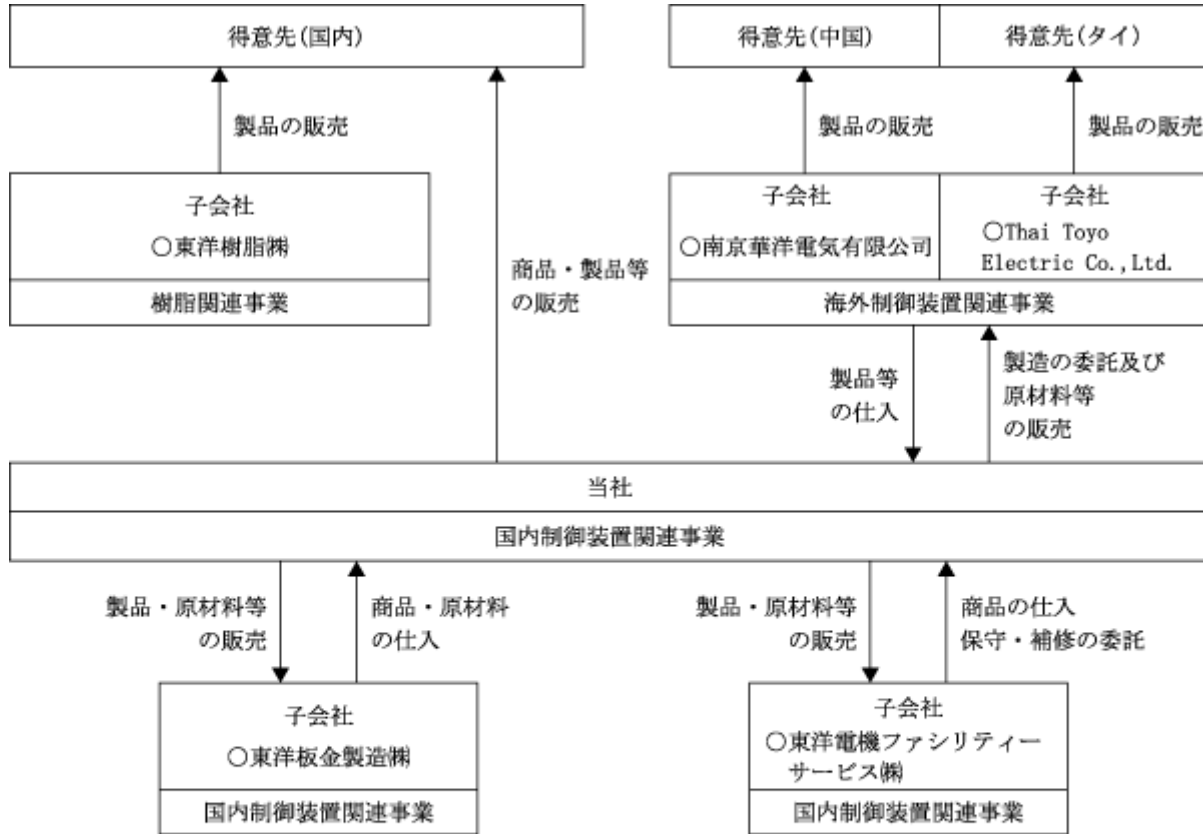 得意先(国内)
得意先(中国)
得意先(タイ)
製品の販売
製品の販売
製品の販売
子会社
○東洋樹脂㈱
樹脂関連事業
商品・製品等
の販売
子会社
○南京華洋電気有限公司
子会社
○Thai Toyo
Electric Co.,Ltd.
海外制御装置関連事業
製品等
の仕入
製造の委託及び
原材料等
の販売
当社
国内制御装置関連事業
製品・原材料等
の販売
商品・原材料
の仕入
製品・原材料等
の販売
商品の仕入
保守・補修の委託
子会社
○東洋板金製造㈱
国内制御装置関連事業
子会社
○東洋電機ファシリティー
サービス㈱
国内制御装置関連事業